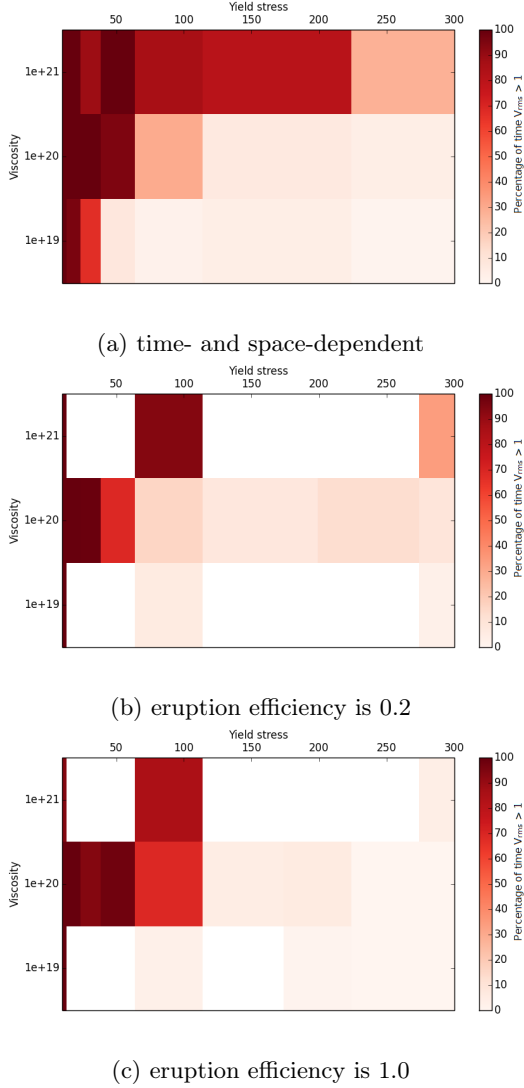 Yield stress
50 100 150 200 250 300
1e+21
1e+20
1e+19
Viscosity
100
90
80
70
60
50
40
30
20
10
0
Percentage of time Vrms > 1
(a) time- and space-dependent
Yield stress
50 100 150 200 250 300
1e+21
1e+20
1e+19
Viscosity
100
90
80
70
60
50
40
30
20
10
0
Percentage of time Vrms > 1
(b) eruption efficiency is 0.2
Yield stress
50 100 150 200 250 300
1e+21
1e+20
1e+19
Viscosity
100
90
80
70
60
50
40
30
20
10
0
Percentage of time Vrms > 1
(c) eruption efficiency is 1.0